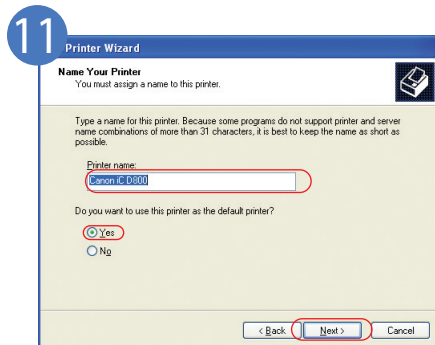 11
Printer Wizard
Name Your Printer
You must assign a name to this printer.
Type a name for this printer. Because some programs do not support printer and server
name combinations of more than 31 characters, it is best to keep the name as short as
possible.
Printer name:
Canon iC D800
Do you want to use this printer as the default printer?
Yes
No
< Back
Next >
Cancel